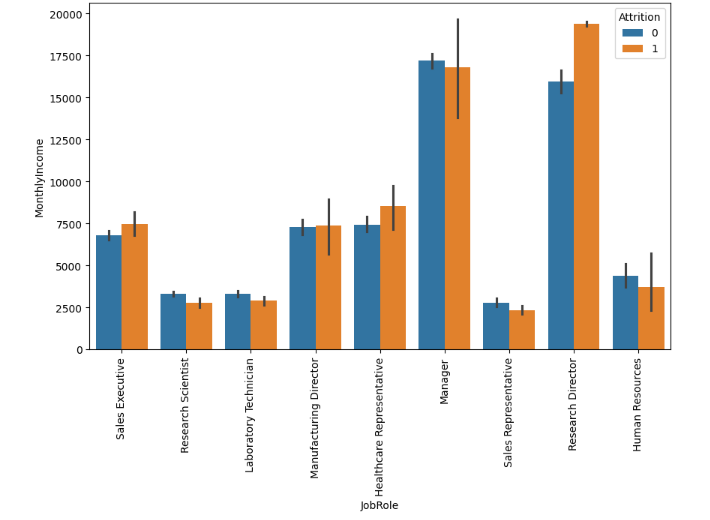 20000
17500
15000
12500
10000
7500
5000
2500
0
MonthlyIncome
Attrition
0
1
Sales Executive
Research Scientist
Laboratory Technician
Manufacturing Director
Healthcare Representative
Manager
Sales Representative
Research Director
Human Resources
JobRole